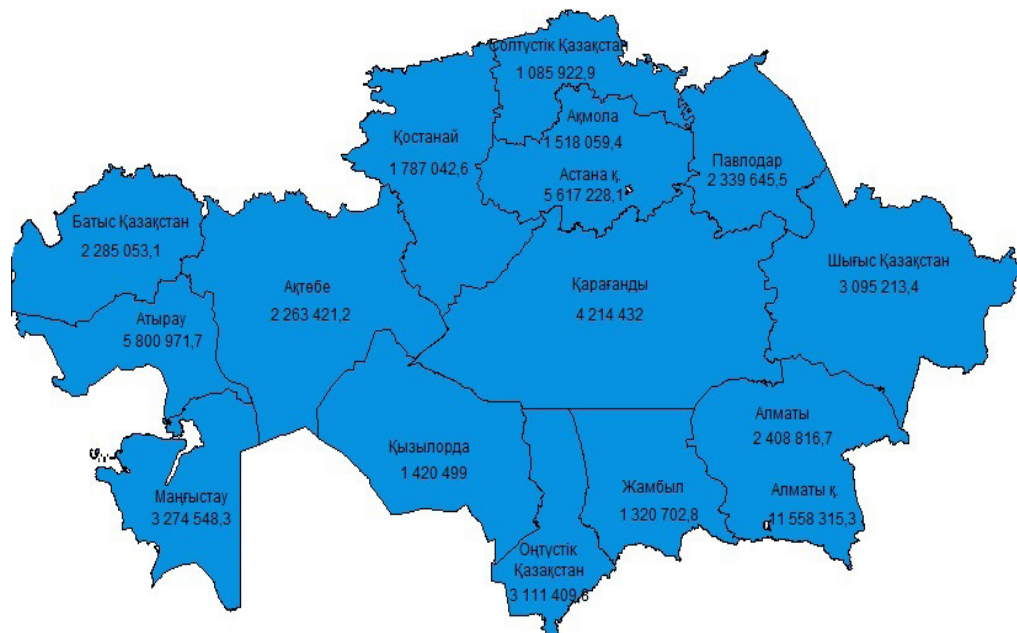 Солтүстік Қазақстан
1 085 922,9
Ақмола
1 518 059,4
Қостанай
1 787 042,6
Астана қ.
5 617 228,1
Павлодар
2 339 645,5
Батыс Қазақстан
2 285 053,1
Шығыс Қазақстан
3 095 213,4
Ақтөбе
2 263 421,2
Қарағанды
4 214 432
Атырау
5 800 971,7
Алматы
2 408 816,7
Қызылорда
1 420 499
Маңғыстау
3 274 548,3
Жамбыл
1 320 702,8
Алматы қ.
11 558 315,3
Оңтүстік
Қазақстан
3 111 409,8